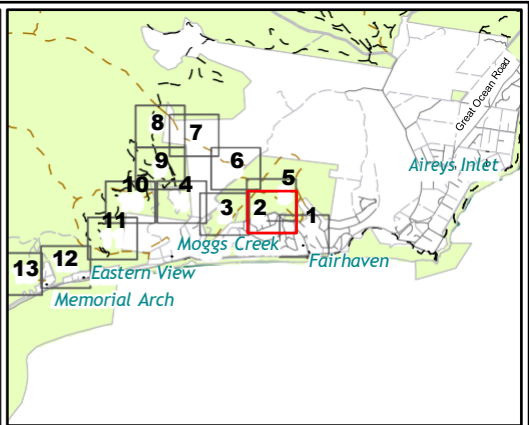 Great Ocean Road
8
7
Aireys Inlet
9
6
10
4
5
3
2
1
11
Moggs Creek
12
Fairhaven
13
Eastern View
Memorial Arch